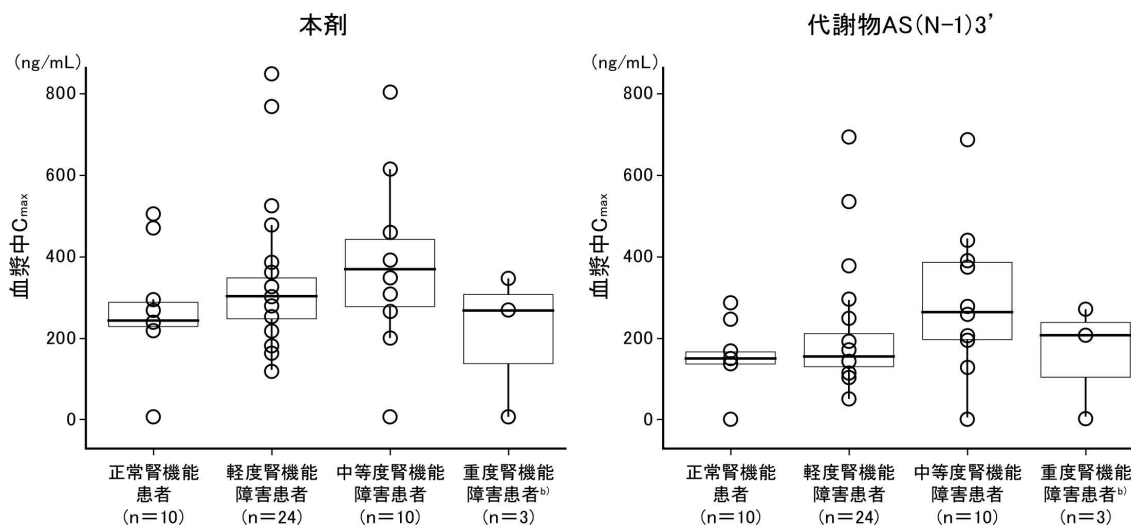 本剤
(ng/mL)
血漿中Cmax
800
600
400
200
0
正常腎機能
患者
(n=10)
軽度腎機能
障害患者
(n=24)
中等度腎機能
障害患者
(n=10)
重度腎機能
障害患者b)
(n=3)
代謝物AS(N-1)3’
(ng/mL)
血漿中Cmax
800
600
400
200
0
正常腎機能
患者
(n=10)
軽度腎機能
障害患者
(n=24)
中等度腎機能
障害患者
(n=10)
重度腎機能
障害患者b)
(n=3)